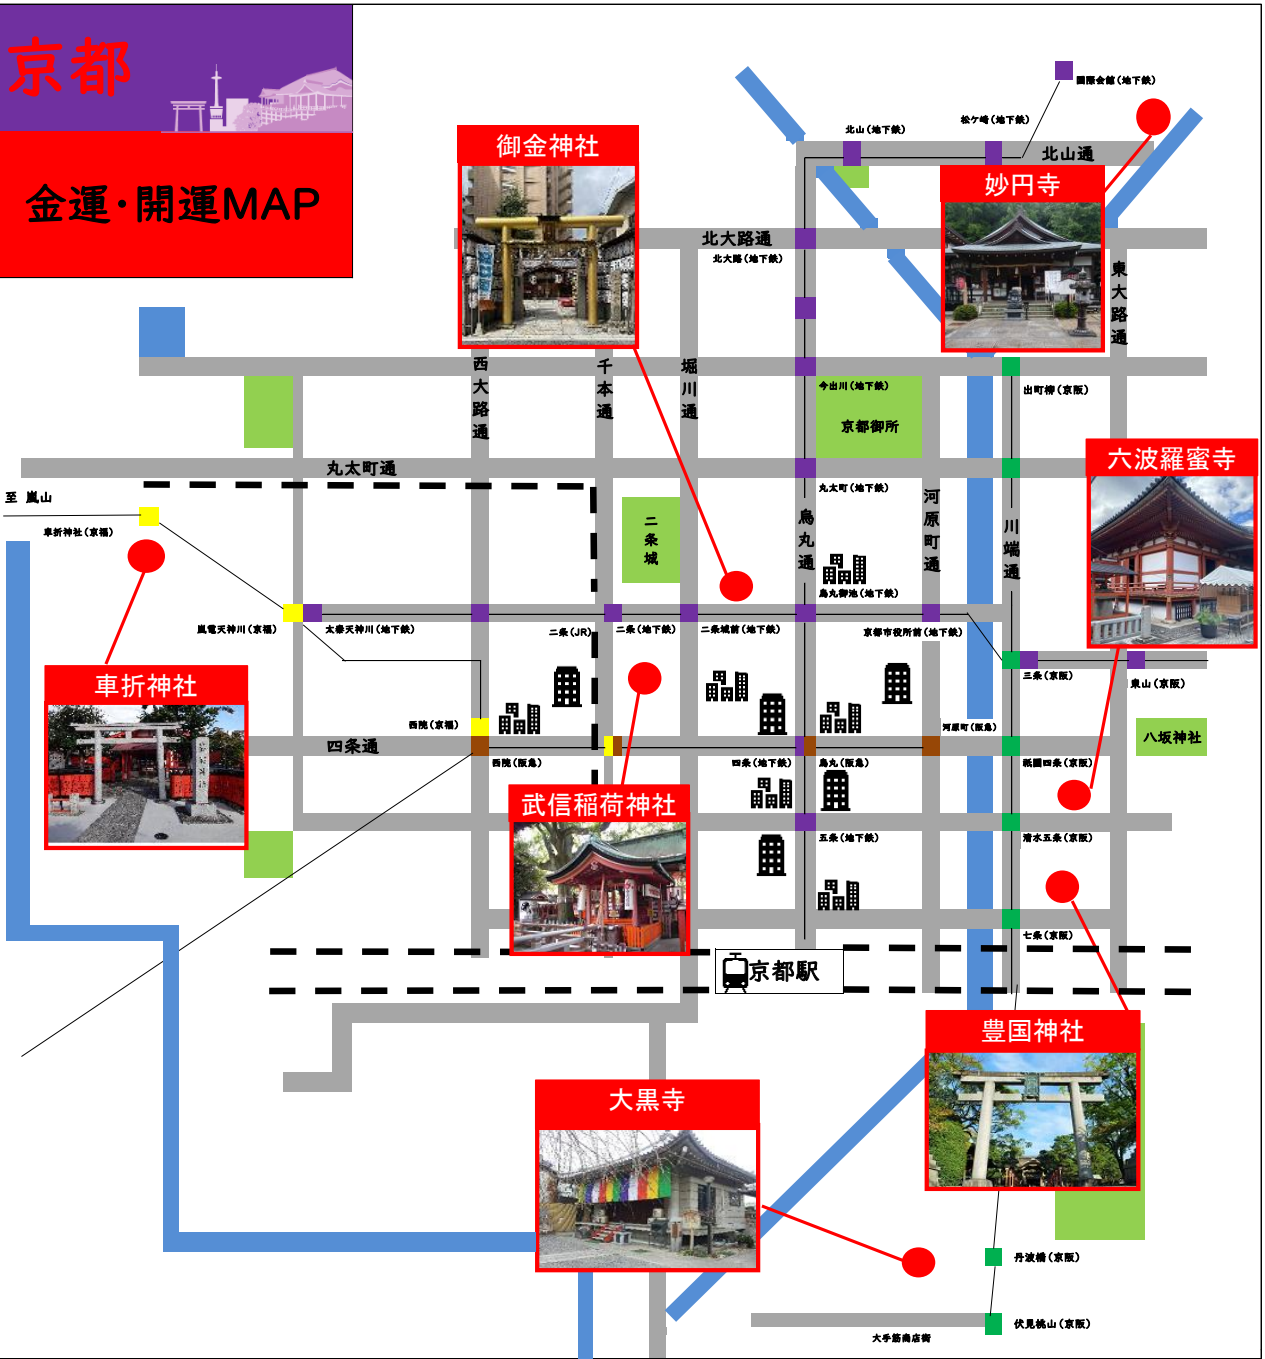 京都
金運・開運MAP
国際会館(地下鉄)
松ケ崎(地下鉄)
北山(地下鉄)
北山通
御金神社
妙円寺
北大路通
北大路(地下鉄)
東大路通
西大路通
千本通
堀川通
今出川(地下鉄)
出町柳(京阪)
京都御所
六波羅蜜寺
丸太町通
丸太町(地下鉄)
至 嵐山
車折神社(京福)
二条城
烏丸通
河原町通
川端通
烏丸御池(地下鉄)
嵐電天神川(京福)
太秦天神川(地下鉄)
二条(JR)
二条(地下鉄)
二条城前(地下鉄)
京都市役所前(地下鉄)
三条(京阪)
東山(京阪)
車折神社
西院(京福)
河原町(阪急)
四条通
八坂神社
西院(阪急)
四条(地下鉄)
烏丸(阪急)
祇園四条(京阪)
武信稲荷神社
五条(地下鉄)
清水五条(京阪)
七条(京阪)
京都駅
豊国神社
大黒寺
丹波橋(京阪)
伏見桃山(京阪)
大手筋商店街